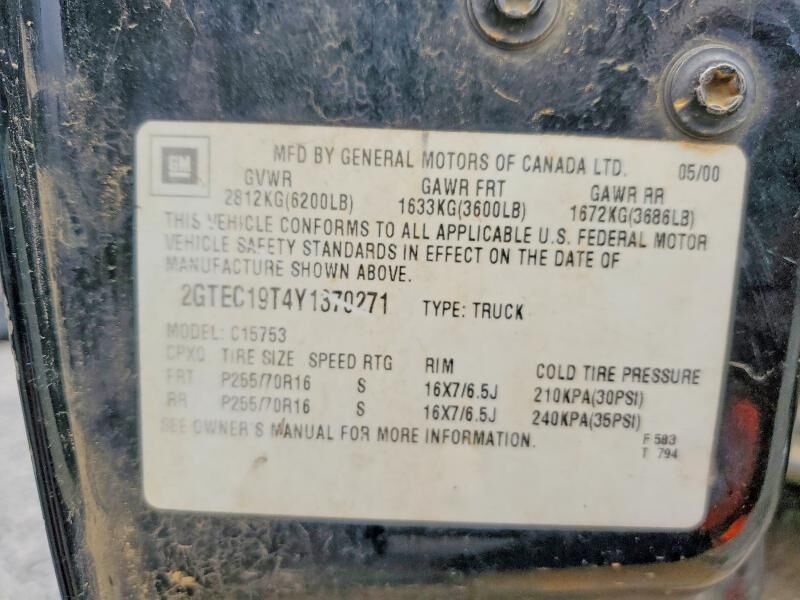 GM
MFD BY GENERAL MOTORS OF CANADA LTD. 05/00
GVWR GAWR FRT GAWR RR
2812KG(6200LB) 1633KG(3600LB) 1672KG(3686LB)
THIS VEHICLE CONFORMS TO ALL APPLICABLE U.S. FEDERAL MOTOR
VEHICLE SAFETY STANDARDS IN EFFECT ON THE DATE OF
MANUFACTURE SHOWN ABOVE.
2GTEC19T4Y1370271 TYPE: TRUCK
MODEL: C15753
CPXO TIRE SIZE SPEED RTG RIM COLD TIRE PRESSURE
FRT P255/70R16 S 16X7/6.5J 210KPA(30PSI)
RR P255/70R16 S 16X7/6.5J 240KPA(35PSI)
SEE OWNER'S MANUAL FOR MORE INFORMATION.
F 583
T 794